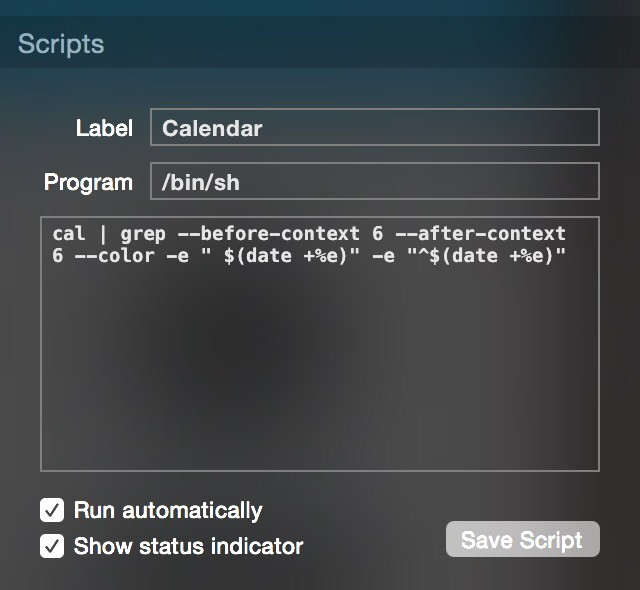 Scripts
Label Calendar
Program /bin/sh
cal | grep --before-context 6 --after-context
6 --color -e " $(date +%e)" -e "^$(date +%e)"
Run automatically
Show status indicator
Save Script